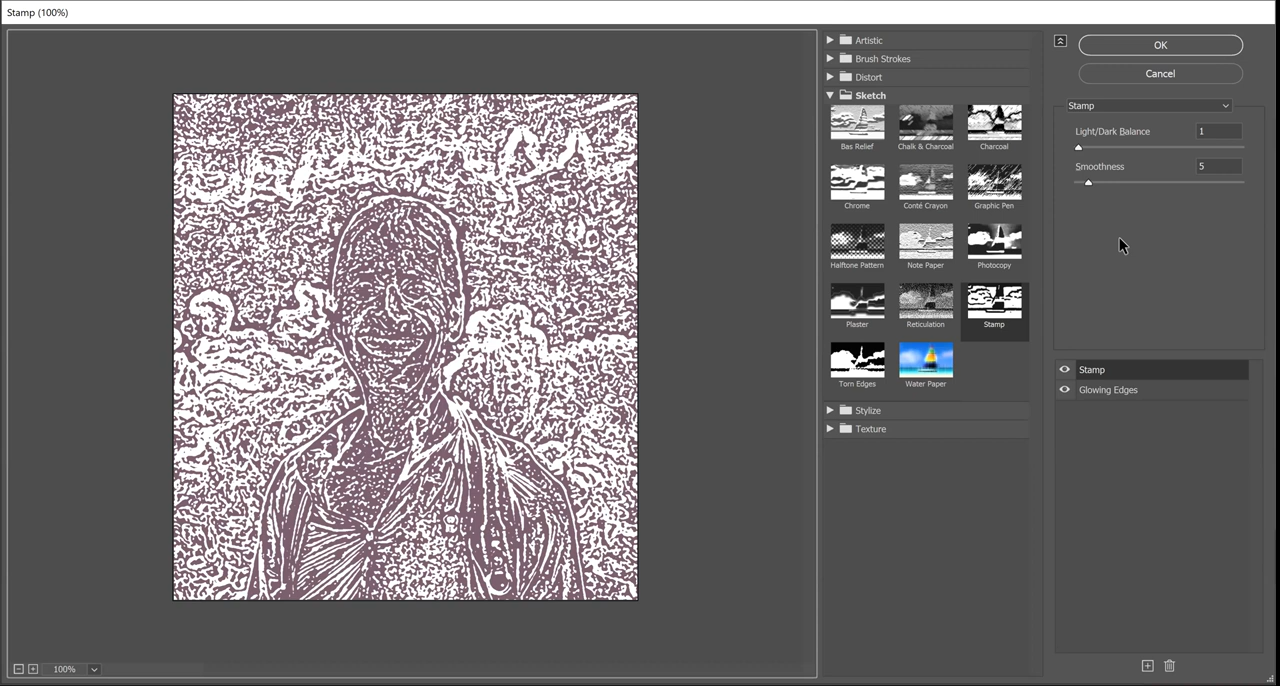 Stamp (100%)
Artistic
Brush Strokes
Distort
Sketch
Bas Relief
Chalk & Charcoal
Charcoal
Chrome
Conté Crayon
Graphic Pen
Halftone Pattern
Note Paper
Photocopy
Plaster
Reticulation
Stamp
Torn Edges
Water Paper
Stylize
Texture
OK
Cancel
Stamp
Light/Dark Balance 1
Smoothness 5
Stamp
Glowing Edges
100%